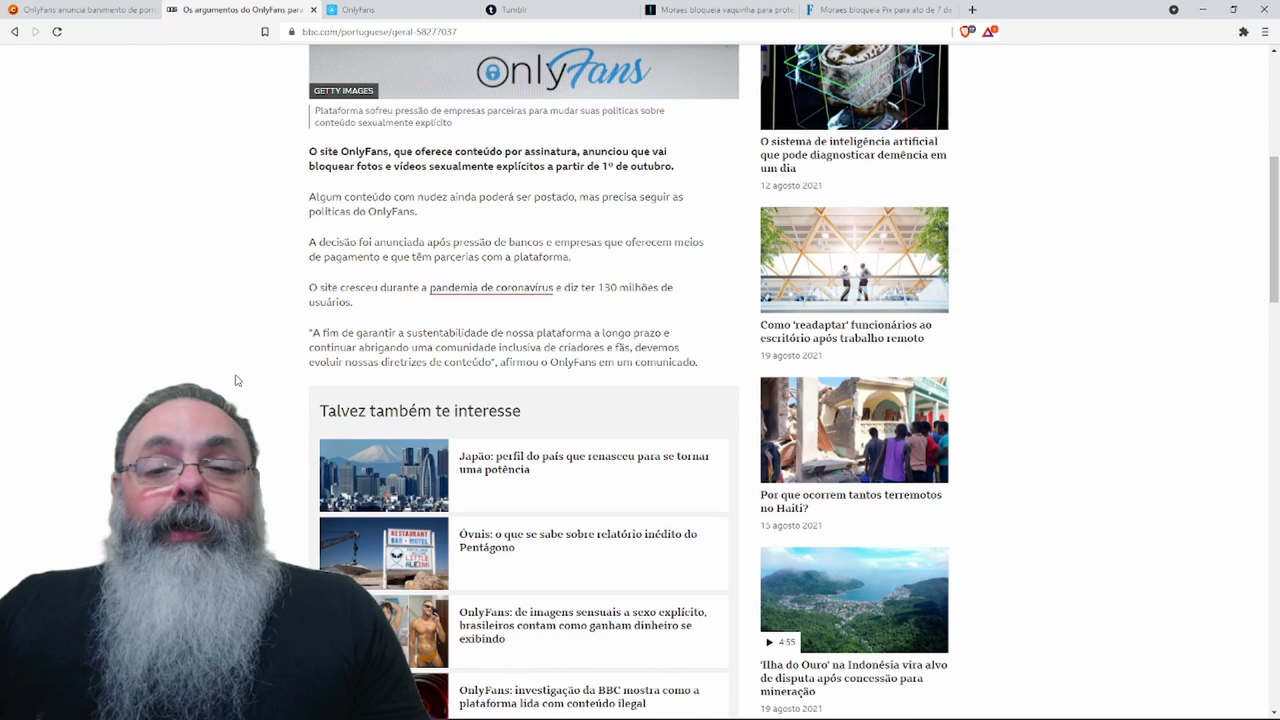 OnlyFans anuncia banimento de porn
BBC Os argumentos do OnlyFans para
OnlyFans
Tumblr
Moraes bloqueia vaquinha para prote
Moraes bloqueia Pix para ato de 7 de
bbc.com/portuguese/geral-58277037
OnlyFans
GETTY IMAGES
Plataforma sofreu pressão de empresas parceiras para mudar suas políticas sobre
conteúdo sexualmente explícito
O site OnlyFans, que oferece conteúdo por assinatura, anunciou que vai
bloquear fotos e vídeos sexualmente explícitos a partir de 1º de outubro.
Algum conteúdo com nudez ainda poderá ser postado, mas precisa seguir as
políticas do OnlyFans.
A decisão foi anunciada após pressão de bancos e empresas que oferecem meios
de pagamento e que têm parcerias com a plataforma.
O site cresceu durante a pandemia de coronavírus e diz ter 130 milhões de
usuários.
"A fim de garantir a sustentabilidade de nossa plataforma a longo prazo e
continuar abrigando uma comunidade inclusiva de criadores e fãs, devemos
evoluir nossas diretrizes de conteúdo", afirmou o OnlyFans em um comunicado.
Talvez também te interesse
Japão: perfil do país que renasceu para se tornar
uma potência
RESTAURANT
BAR - MOTEL
LITTLE
Óvnis: o que se sabe sobre relatório inédito do
Pentágono
OnlyFans: de imagens sensuais a sexo explícito,
brasileiros contam como ganham dinheiro se
exibindo
OnlyFans: investigação da BBC mostra como a
plataforma lida com conteúdo ilegal
O sistema de inteligência artificial
que pode diagnosticar demência em
um dia
12 agosto 2021
Como 'readaptar' funcionários ao
escritório após trabalho remoto
19 agosto 2021
Por que ocorrem tantos terremotos
no Haiti?
15 agosto 2021
4:55
'Ilha do Ouro' na Indonésia vira alvo
de disputa após concessão para
mineração
19 agosto 2021